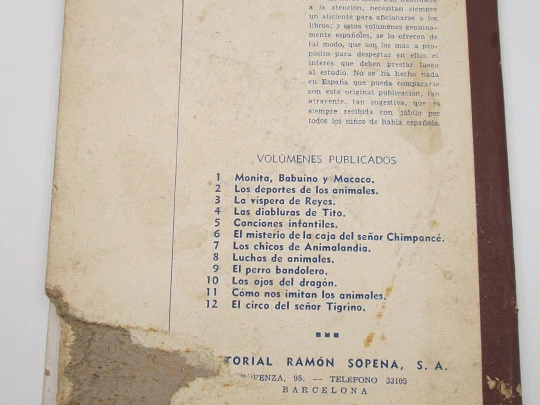 a la atención, necesitan siempre
un aliciente para aficionarse a los
libros; y estos volúmenes genuina-
mente españoles, se lo ofrecen de
tal modo, que son los más a pro-
pósito para despertar en ellos el
interés que deben prestar luego
al estudio. No se ha hecho nada
en España que pueda compararse
con esta original publicación, tan
atrayente, tan sugestiva, que es
siempre recibida con júbilo por
todos los niños de habla española.
VOLÚMENES PUBLICADOS
1 Monita, Babuino y Macaco.
2 Los deportes de los animales.
3 La víspera de Reyes.
4 Las diabluras de Tito.
5 Canciones infantiles.
6 El misterio de la caja del señor Chimpancé.
7 Los chicos de Animalandia.
8 Luchas de animales.
9 El perro bandolero.
10 Los ojos del dragón.
11 Cómo nos imitan los animales.
12 El circo del señor Tigrino.
TORIAL RAMÓN SOPENA, S. A.
VENZA, 95. — TELÉFONO 33105
BARCELONA